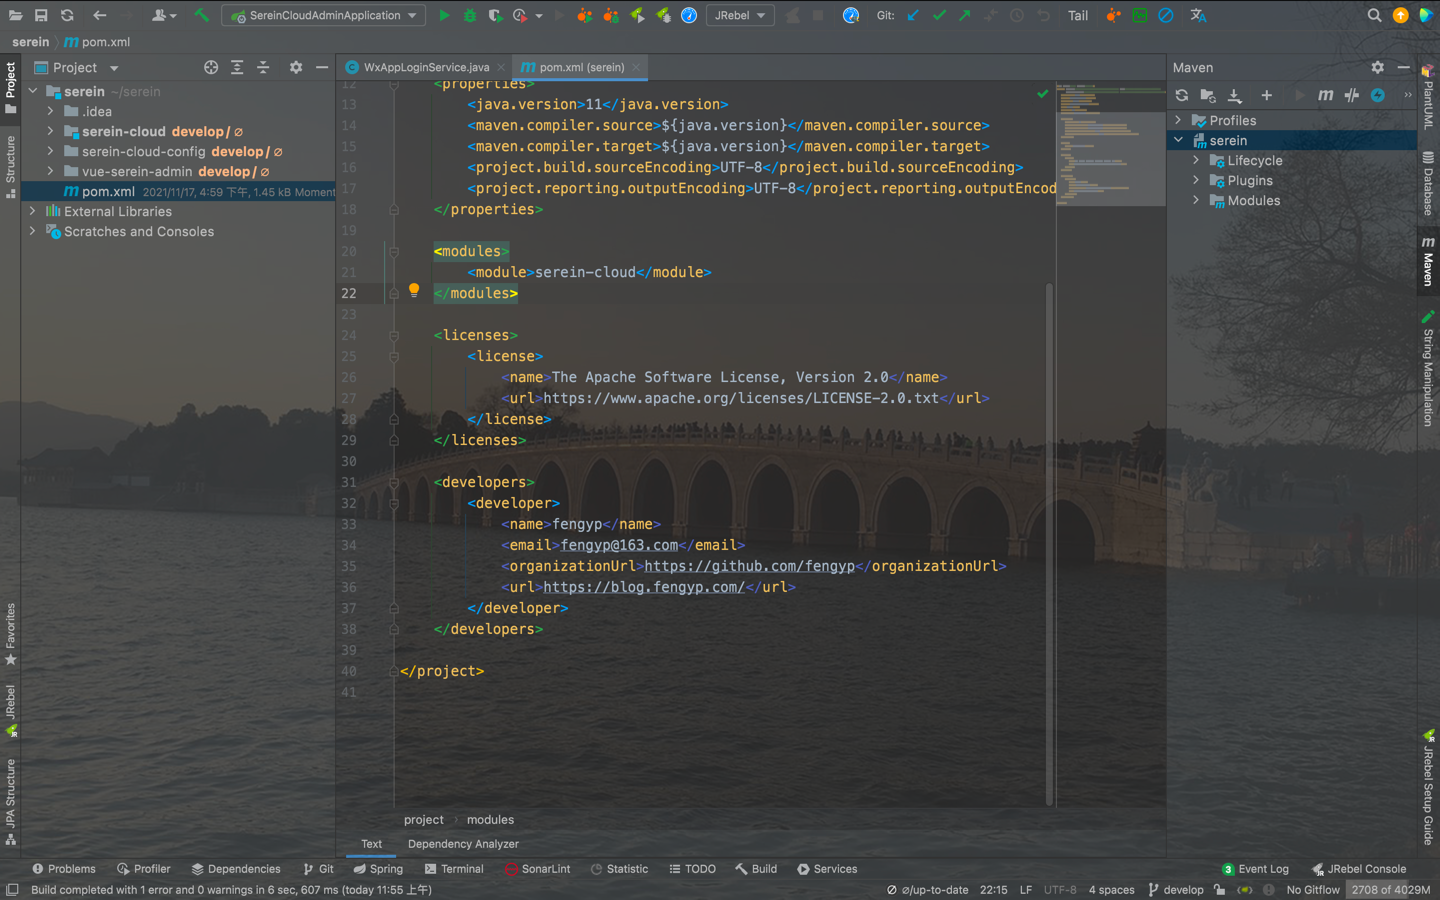 SereinCloudAdminApplication
JRebel
Git:
Tail
serein
pom.xml
Project
WxAppLoginService.java
pom.xml (serein)
Maven
serein ~/serein
.idea
serein-cloud develop/ ∅
serein-cloud-config develop/ ∅
vue-serein-admin develop/ ∅
pom.xml 2021/11/17, 4:59 下午, 1.45 kB Moment
External Libraries
Scratches and Consoles
12 <properties>
13 <java.version>11</java.version>
14 <maven.compiler.source>${java.version}</maven.compiler.source>
15 <maven.compiler.target>${java.version}</maven.compiler.target>
16 <project.build.sourceEncoding>UTF-8</project.build.sourceEncoding>
17 <project.reporting.outputEncoding>UTF-8</project.reporting.outputEncod
18 </properties>
19
20 <modules>
21 <module>serein-cloud</module>
22 </modules>
23
24 <licenses>
25 <license>
26 <name>The Apache Software License, Version 2.0</name>
27 <url>https://www.apache.org/licenses/LICENSE-2.0.txt</url>
28 </license>
29 </licenses>
30
31 <developers>
32 <developer>
33 <name>fengyp</name>
34 <email>fengyp@163.com</email>
35 <organizationUrl>https://github.com/fengyp</organizationUrl>
36 <url>https://blog.fengyp.com/</url>
37 </developer>
38 </developers>
39
40 </project>
41
Profiles
serein
Lifecycle
Plugins
Modules
Project
Structure
Favorites
JRebel
JPA Structure
PlantUML
Database
Maven
String Manipulation
JRebel Setup Guide
project
modules
Text
Dependency Analyzer
Problems
Profiler
Dependencies
Git
Spring
Terminal
SonarLint
Statistic
TODO
Build
Services
3 Event Log
JRebel Console
Build completed with 1 error and 0 warnings in 6 sec, 607 ms (today 11:55 上午)
∅/up-to-date
22:15
LF
UTF-8
4 spaces
develop
No Gitflow
2708 of 4029M